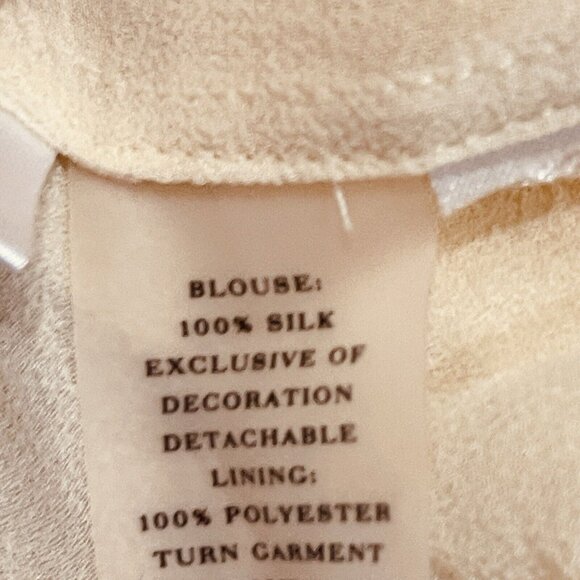 BLOUSE:
100% SILK
EXCLUSIVE OF
DECORATION
DETACHABLE
LINING:
100% POLYESTER
TURN GARMENT